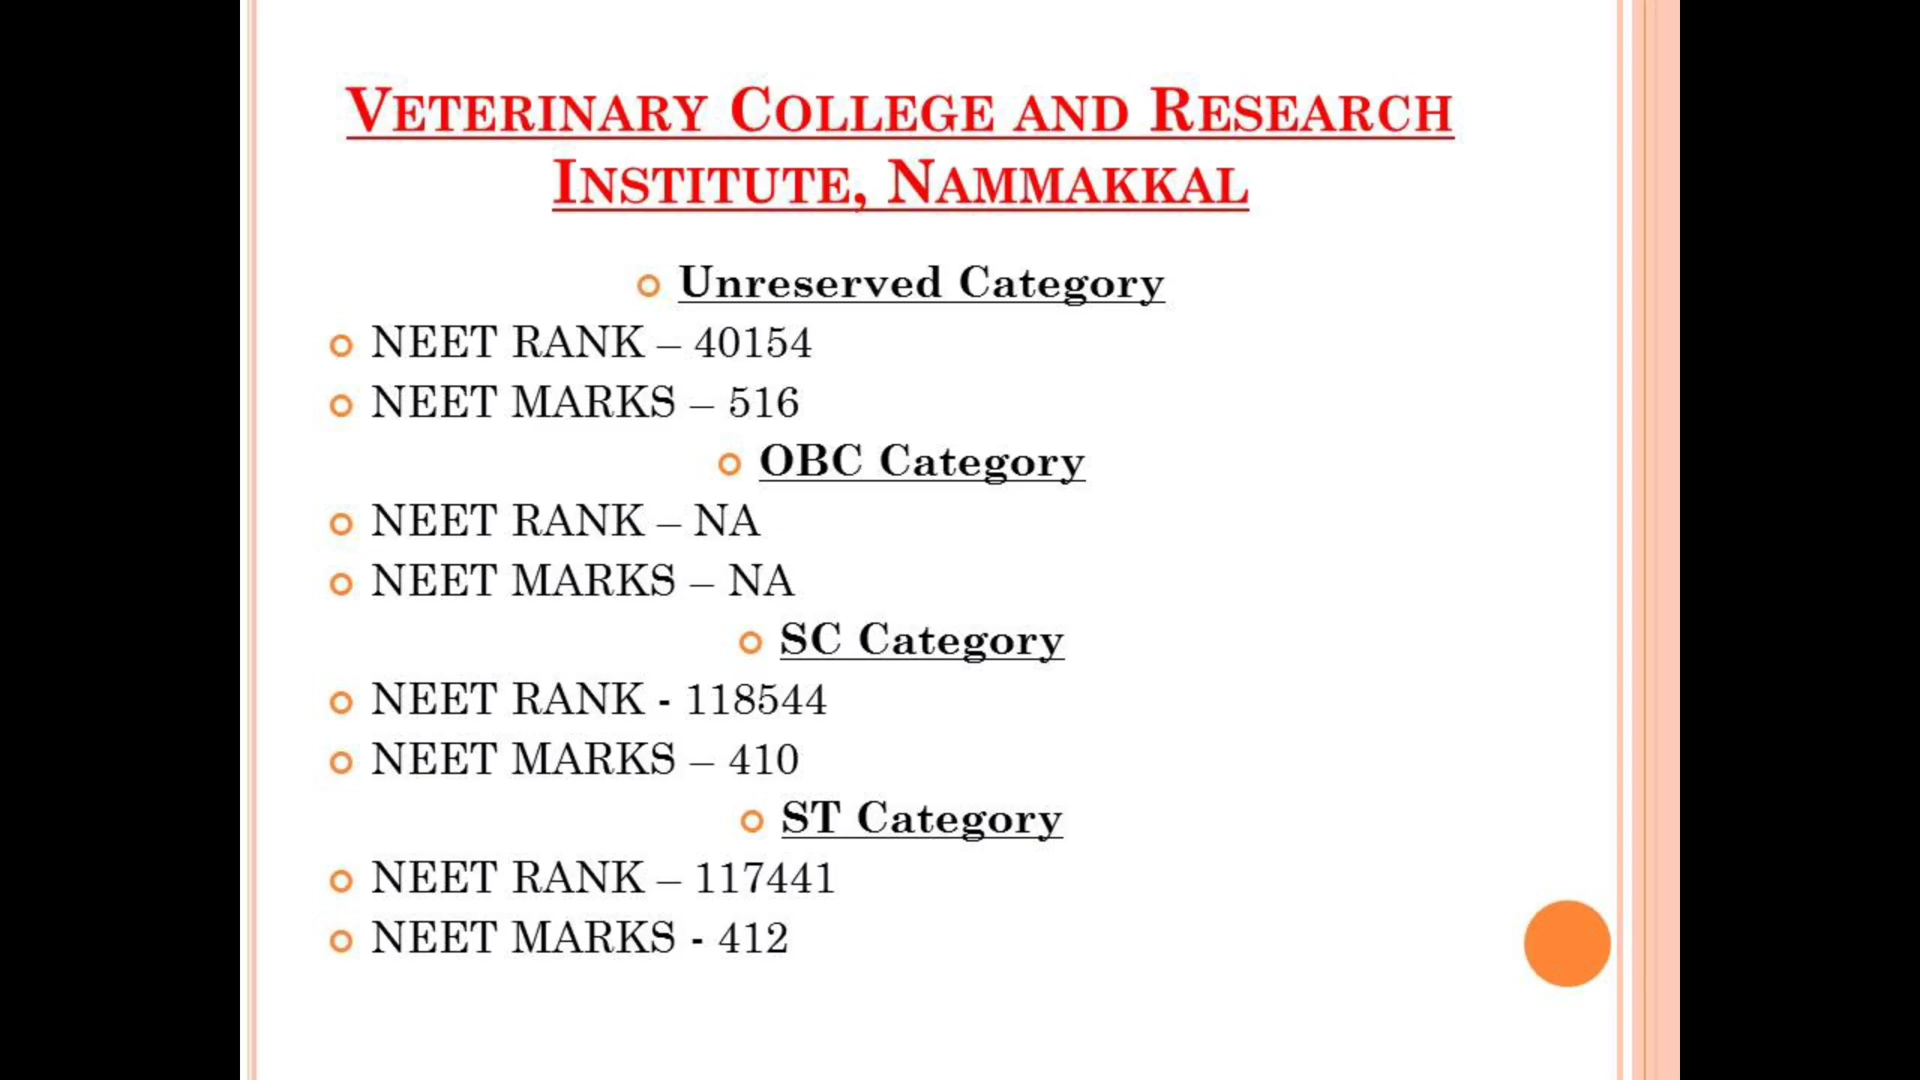 VETERINARY COLLEGE AND RESEARCH
INSTITUTE, NAMMAKKAL
Unreserved Category
NEET RANK – 40154
NEET MARKS – 516
OBC Category
NEET RANK – NA
NEET MARKS – NA
SC Category
NEET RANK - 118544
NEET MARKS – 410
ST Category
NEET RANK – 117441
NEET MARKS - 412